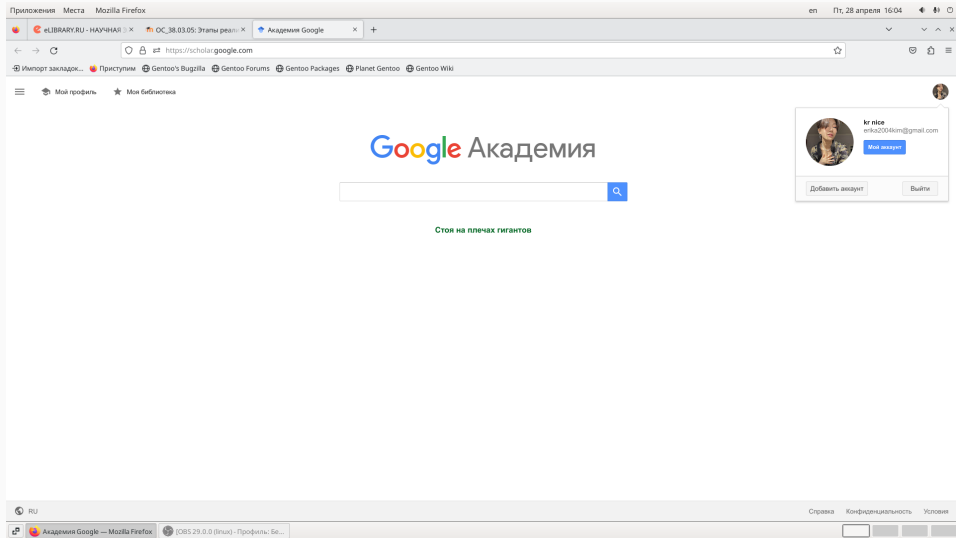 Приложения Места Mozilla Firefox en Пт, 28 апреля 16:04
eLIBRARY.RU - НАУЧНАЯ ОС_38.03.05: Этапы реали Академия Google
https://scholar.google.com
Импорт закладок... Приступим Gentoo's Bugzilla Gentoo Forums Gentoo Packages Planet Gentoo Gentoo Wiki
Мой профиль Моя библиотека
kr nice
erika2004kim@gmail.com
Мой аккаунт
Добавить аккаунт Выйти
Google Академия
Стоя на плечах гигантов
RU Справка Конфиденциальность Условия
Академия Google — Mozilla Firefox (OBS 29.0.0 (linux) - Профиль: Бе...